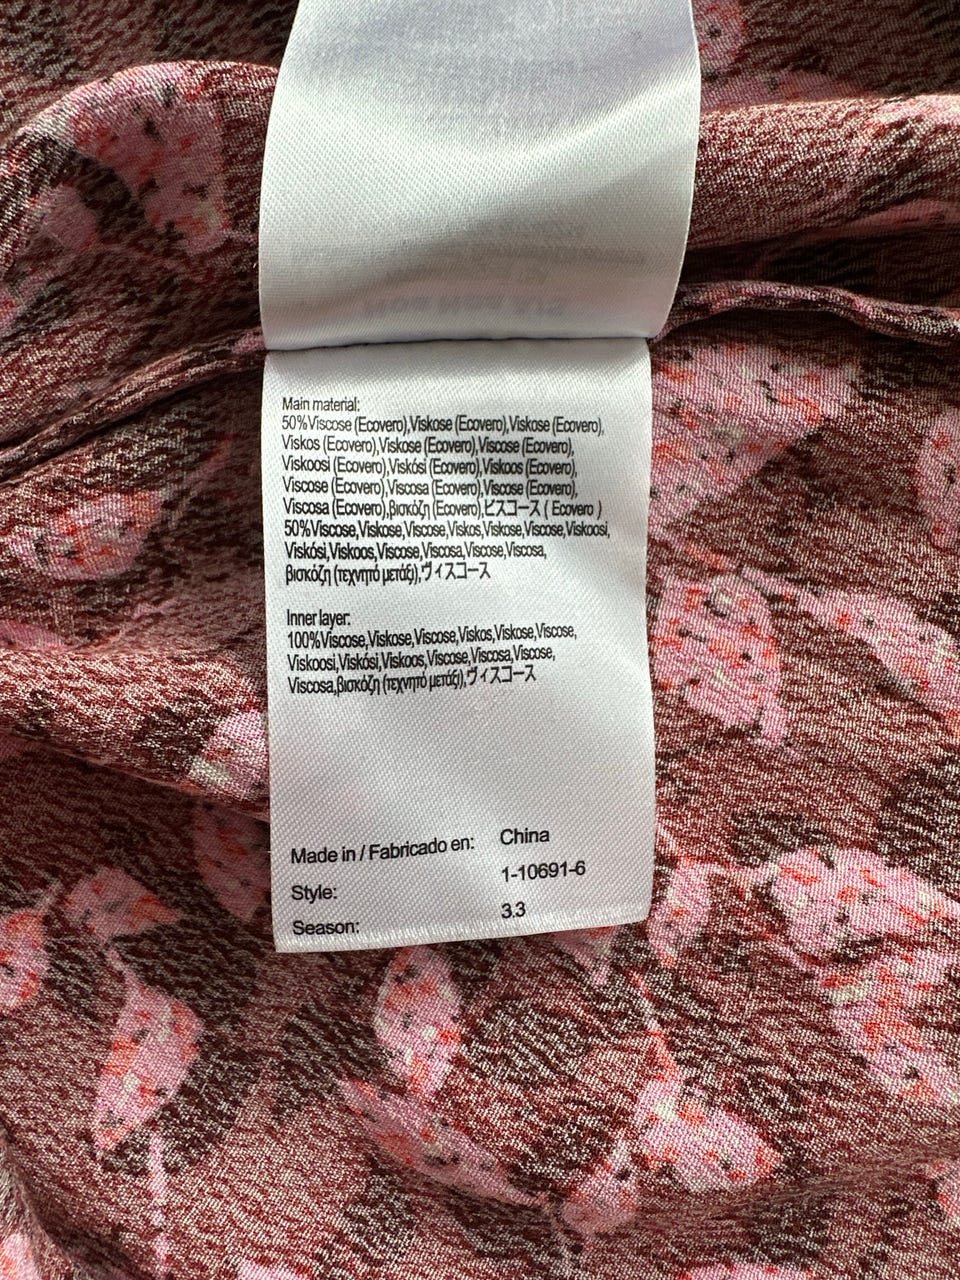 Main material:
50%Viscose (Ecovero),Viskose (Ecovero),Viskose (Ecovero),
Viskos (Ecovero),Viskose (Ecovero),Viscose (Ecovero),
Viskoosi (Ecovero),Viskósi (Ecovero),Viskoos (Ecovero),
Viscose (Ecovero),Viscosa (Ecovero),Viscose (Ecovero),
Viscosa (Ecovero),βισκόζη (Ecovero),ビスコース ( Ecovero )
50%Viscose,Viskose,Viscose,Viskos,Viskose,Viscose,Viskoosi,
Viskósi,Viskoos,Viscose,Viscosa,Viscose,Viscosa,
βισκόζη (τεχνητό μετάξι),ヴィスコース
Inner layer:
100%Viscose,Viskose,Viscose,Viskos,Viskose,Viscose,
Viskoosi,Viskósi,Viskoos,Viscose,Viscosa,Viscose,
Viscosa,βισκόζη (τεχνητό μετάξι),ヴィスコース
Made in / Fabricado en: China
Style: 1-10691-6
Season: 3.3